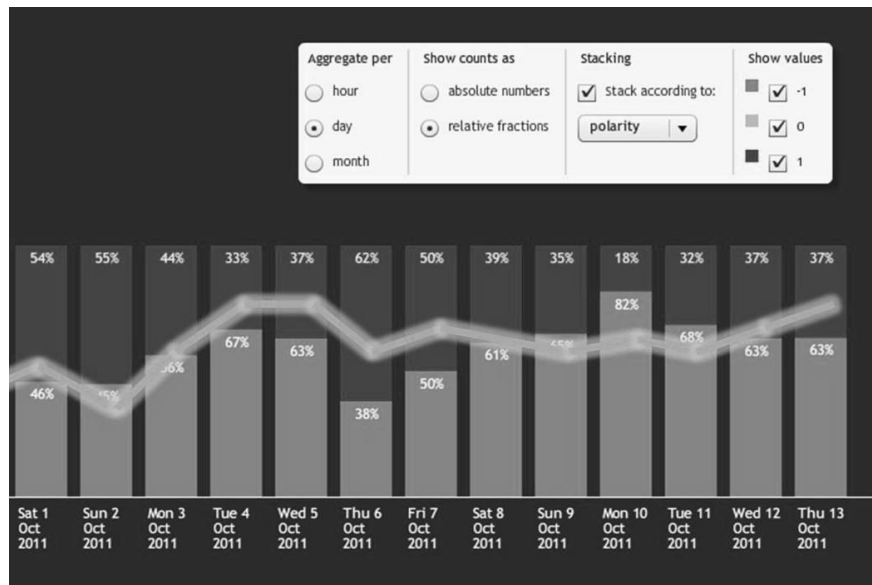 Aggregate per Show counts as Stacking Show values
hour absolute numbers Stack according to: -1
day relative fractions polarity 0
month 1
54% 55% 44% 33% 37% 62% 50% 39% 35% 18% 32% 37% 37%
82%
67% 63% 61% 68% 63% 63%
50%
46%
38%
Sat 1 Sun 2 Mon 3 Tue 4 Wed 5 Thu 6 Fri 7 Sat 8 Sun 9 Mon 10 Tue 11 Wed 12 Thu 13
Oct Oct Oct Oct Oct Oct Oct Oct Oct Oct Oct Oct Oct
2011 2011 2011 2011 2011 2011 2011 2011 2011 2011 2011 2011 2011